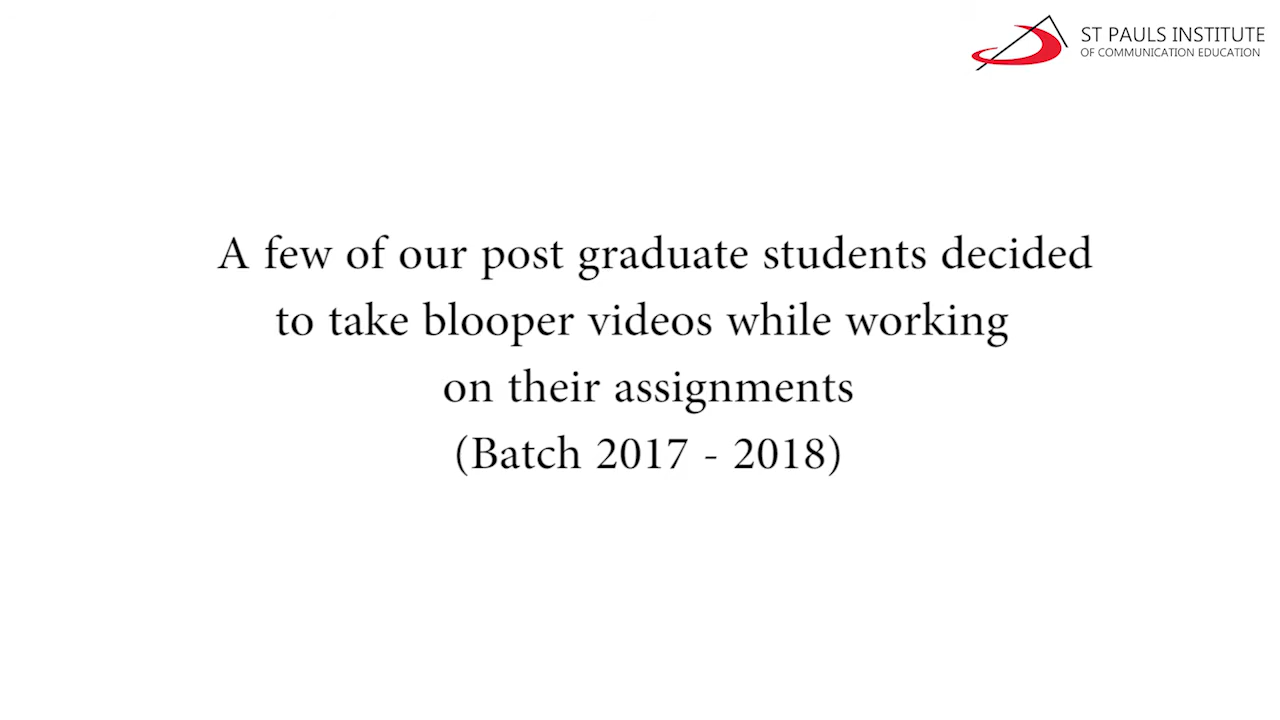 ST PAULS INSTITUTE
OF COMMUNICATION EDUCATION
A few of our post graduate students decided
to take blooper videos while working
on their assignments
(Batch 2017 - 2018)